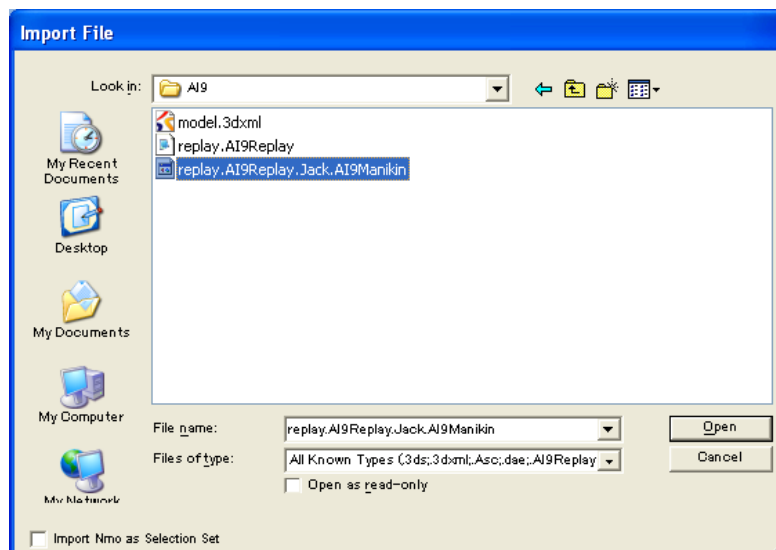 Import File
Look in:
AI9
model.3dxml
replay.AI9Replay
replay.AI9Replay.Jack.AI9Manikin
My Recent
Documents
Desktop
My Documents
My Computer
My Network
File name:
replay.AI9Replay.Jack.AI9Manikin
Open
Files of type:
All Known Types (.3ds;.3dxml;.Asc;.dae;.AI9Replay
Cancel
Open as read-only
Import Nmo as Selection Set